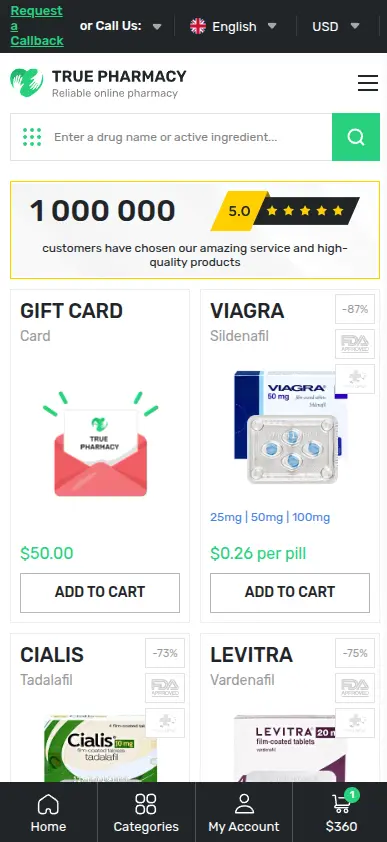 Request
a
Callback
or Call Us:
English
USD
TRUE PHARMACY
Reliable online pharmacy
Enter a drug name or active ingredient...
1 000 000
5.0
customers have chosen our amazing service and high-
quality products
GIFT CARD
Card
TRUE
PHARMACY
$50.00
ADD TO CART
VIAGRA
Sildenafil
-87%
FDA
APPROVED
VIAGRA
50 mg
25mg | 50mg | 100mg
$0.26 per pill
ADD TO CART
CIALIS
Tadalafil
-73%
FDA
APPROVED
Cialis 10 mg
film-coated tablets
tadalafil
LEVITRA
Vardenafil
-75%
FDA
APPROVED
LEVITRA 20 m
film-coated tablets
vardenafil
Home
Categories
My Account
1
$360